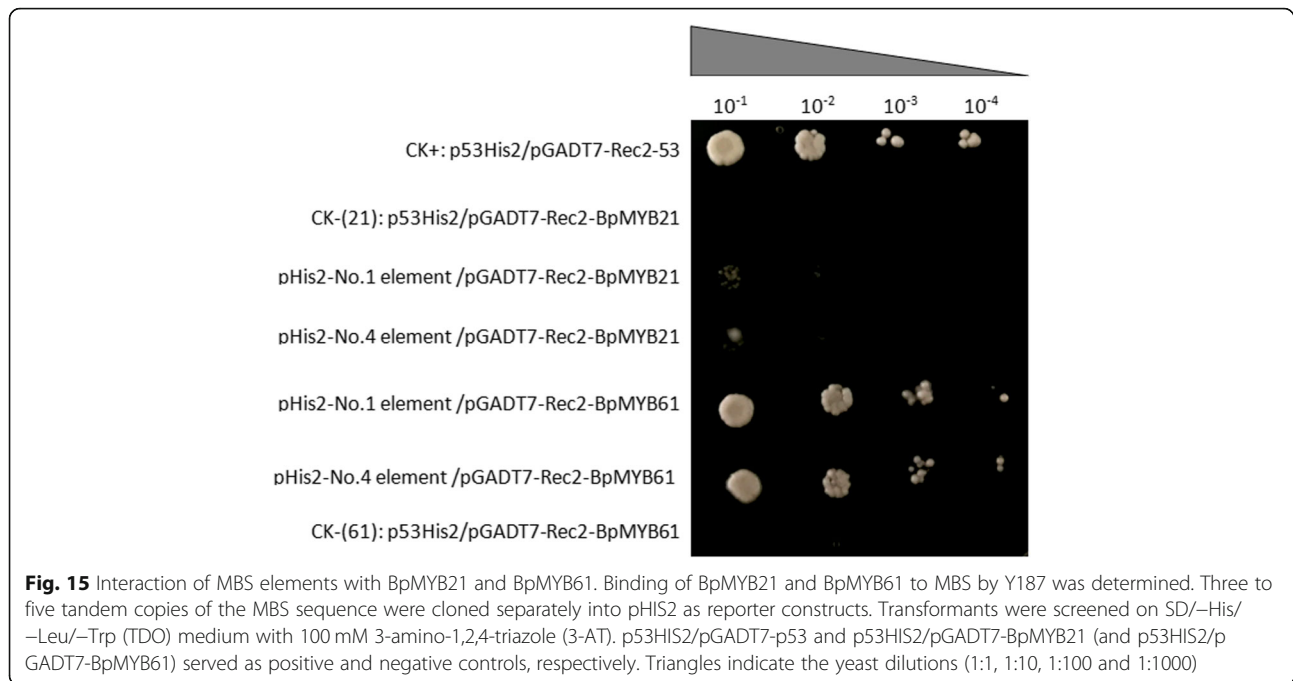 10-1 10-2 10-3 10-4
CK+: p53His2/pGADT7-Rec2-53
CK-(21): p53His2/pGADT7-Rec2-BpMYB21
pHis2-No.1 element /pGADT7-Rec2-BpMYB21
pHis2-No.4 element /pGADT7-Rec2-BpMYB21
pHis2-No.1 element /pGADT7-Rec2-BpMYB61
pHis2-No.4 element /pGADT7-Rec2-BpMYB61
CK-(61): p53His2/pGADT7-Rec2-BpMYB61
Fig. 15 Interaction of MBS elements with BpMYB21 and BpMYB61. Binding of BpMYB21 and BpMYB61 to MBS by Y187 was determined. Three to
five tandem copies of the MBS sequence were cloned separately into pHIS2 as reporter constructs. Transformants were screened on SD/−His/
−Leu/−Trp (TDO) medium with 100 mM 3-amino-1,2,4-triazole (3-AT). p53HIS2/pGADT7-p53 and p53HIS2/pGADT7-BpMYB21 (and p53HIS2/p
GADT7-BpMYB61) served as positive and negative controls, respectively. Triangles indicate the yeast dilutions (1:1, 1:10, 1:100 and 1:1000)